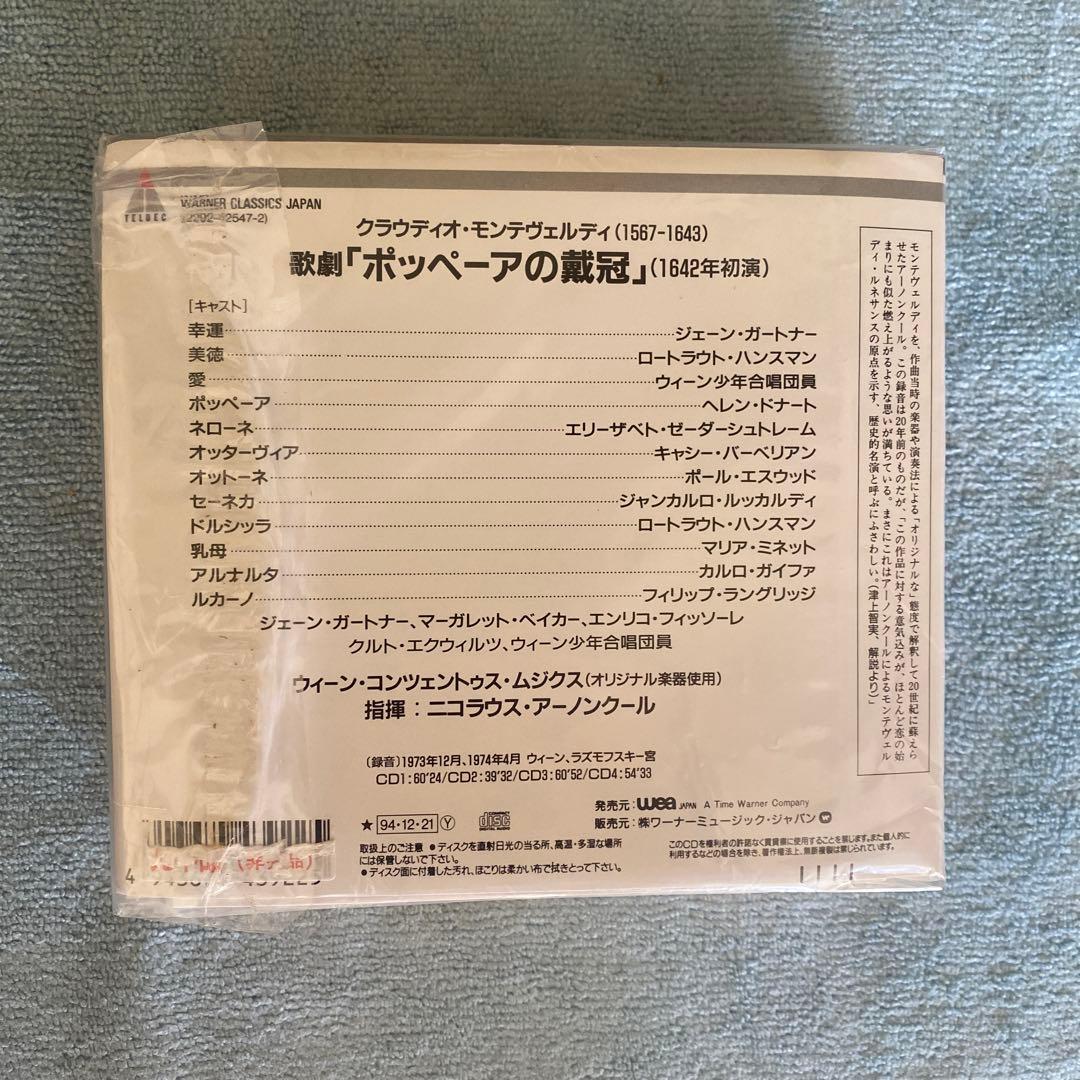 TELDEC
WARNER CLASSICS JAPAN
クラウディオ・モンテヴェルディ(1567-1643)
歌劇「ポッペーアの戴冠」(1642年初演)
[キャスト]
幸運 ジェーン・ガートナー
美徳 ロートラウト・ハンスマン
愛 ウィーン少年合唱団員
ポッペーア ヘレン・ドナート
ネローネ エリーザベト・ゼーダーシュトレーム
オッターヴィア キャシー・バーベリアン
オットーネ ポール・エスウッド
セーネカ ジャンカルロ・ルッカルディ
ドルシッラ ロートラウト・ハンスマン
乳母 マリア・ミネット
アルナルタ カルロ・ガイファ
ルカーノ フィリップ・ラングリッジ
ジェーン・ガートナー、マーガレット・ベイカー、エンリコ・フィッソーレ
クルト・エクウィルツ、ウィーン少年合唱団員
ウィーン・コンツェントゥス・ムジクス(オリジナル楽器使用)
指揮:ニコラウス・アーノンクール
(録音)1973年12月、1974年4月 ウィーン、ラズモフスキー宮
CD1:60'24/CD2:39'32/CD3:60'52/CD4:54'33
発売元:wea JAPAN A Time Warner Company
販売元:㈱ワーナーミュージック・ジャパン
★ 94・12・21 Ⓨ COMPACT disc DIGITAL AUDIO
取扱上のご注意 ●ディスクを直射日光の当る所、高温・多湿な場所
には保管しないで下さい。
●ディスク面に付着した汚れ、ほこりは柔かい布で拭きとって下さい。
このCDを権利者の許諾なく賃貸業に使用することを禁じます。また個人的に
利用するなどの場合を除き、著作権法上、無断複製は禁じられています。
モンテヴェルディを、作曲当時の楽器や演奏法による「オリジナルな」態度で解釈して20世紀に蘇えら
せたアーノンクール。この録音は20年前のものだが、「この作品に対する意気込みが、ほとんど恋の始
まりにも似た燃え上がるような思いが満ちている。まさにこれはアーノンクールによるモンテヴェル
ディ・ルネサンスの原点を示す、歴史的名演と呼ぶにふさわしい。(津上智実、解説より)」